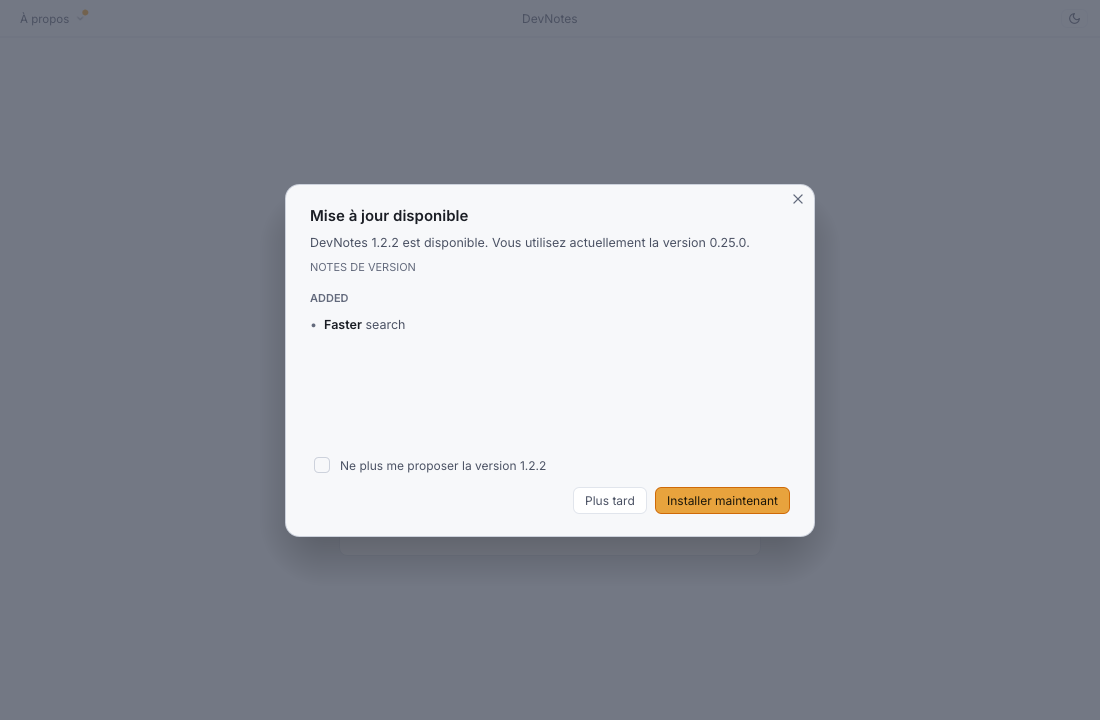 À propos
DevNotes
Mise à jour disponible
DevNotes 1.2.2 est disponible. Vous utilisez actuellement la version 0.25.0.
NOTES DE VERSION
ADDED
• Faster search
Ne plus me proposer la version 1.2.2
Plus tard
Installer maintenant